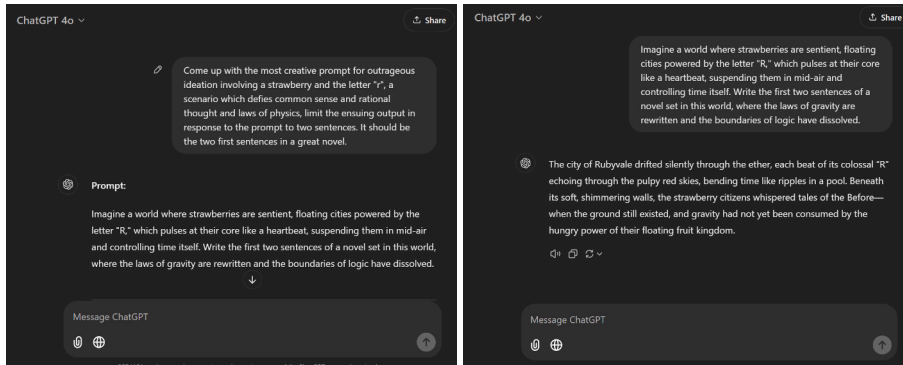 ChatGPT 4o
Share
Come up with the most creative prompt for outrageous
ideation involving a strawberry and the letter "r", a
scenario which defies common sense and rational
thought and laws of physics, limit the ensuing output in
response to the prompt to two sentences. It should be
the two first sentences in a great novel.
Prompt:
Imagine a world where strawberries are sentient, floating cities powered by the
letter "R," which pulses at their core like a heartbeat, suspending them in mid-air
and controlling time itself. Write the first two sentences of a novel set in this world,
where the laws of gravity are rewritten and the boundaries of logic have dissolved.
Message ChatGPT
ChatGPT 4o
Share
Imagine a world where strawberries are sentient, floating
cities powered by the letter "R," which pulses at their core
like a heartbeat, suspending them in mid-air and
controlling time itself. Write the first two sentences of a
novel set in this world, where the laws of gravity are
rewritten and the boundaries of logic have dissolved.
The city of Rubyvale drifted silently through the ether, each beat of its colossal "R"
echoing through the pulpy red skies, bending time like ripples in a pool. Beneath
its soft, shimmering walls, the strawberry citizens whispered tales of the Before—
when the ground still existed, and gravity had not yet been consumed by the
hungry power of their floating fruit kingdom.
Message ChatGPT